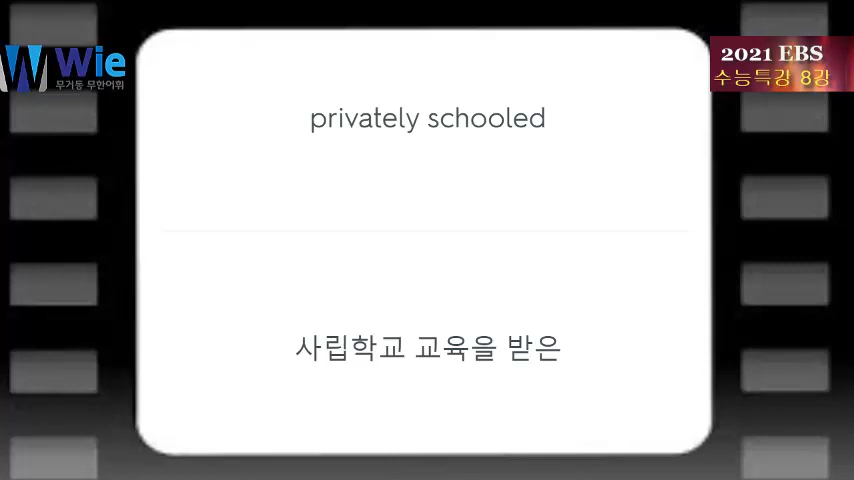 Wie
무거동 무한어휘
2021 EBS
수능특강 8강
privately schooled
사립학교 교육을 받은